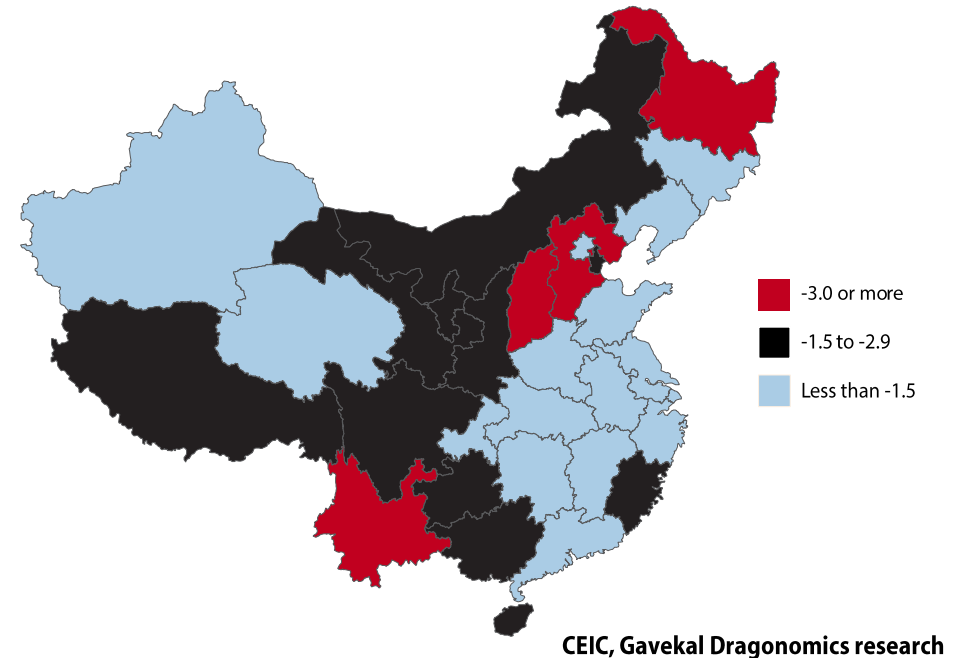 -3.0 or more
-1.5 to -2.9
Less than -1.5
CEIC, Gavekal Dragonomics research